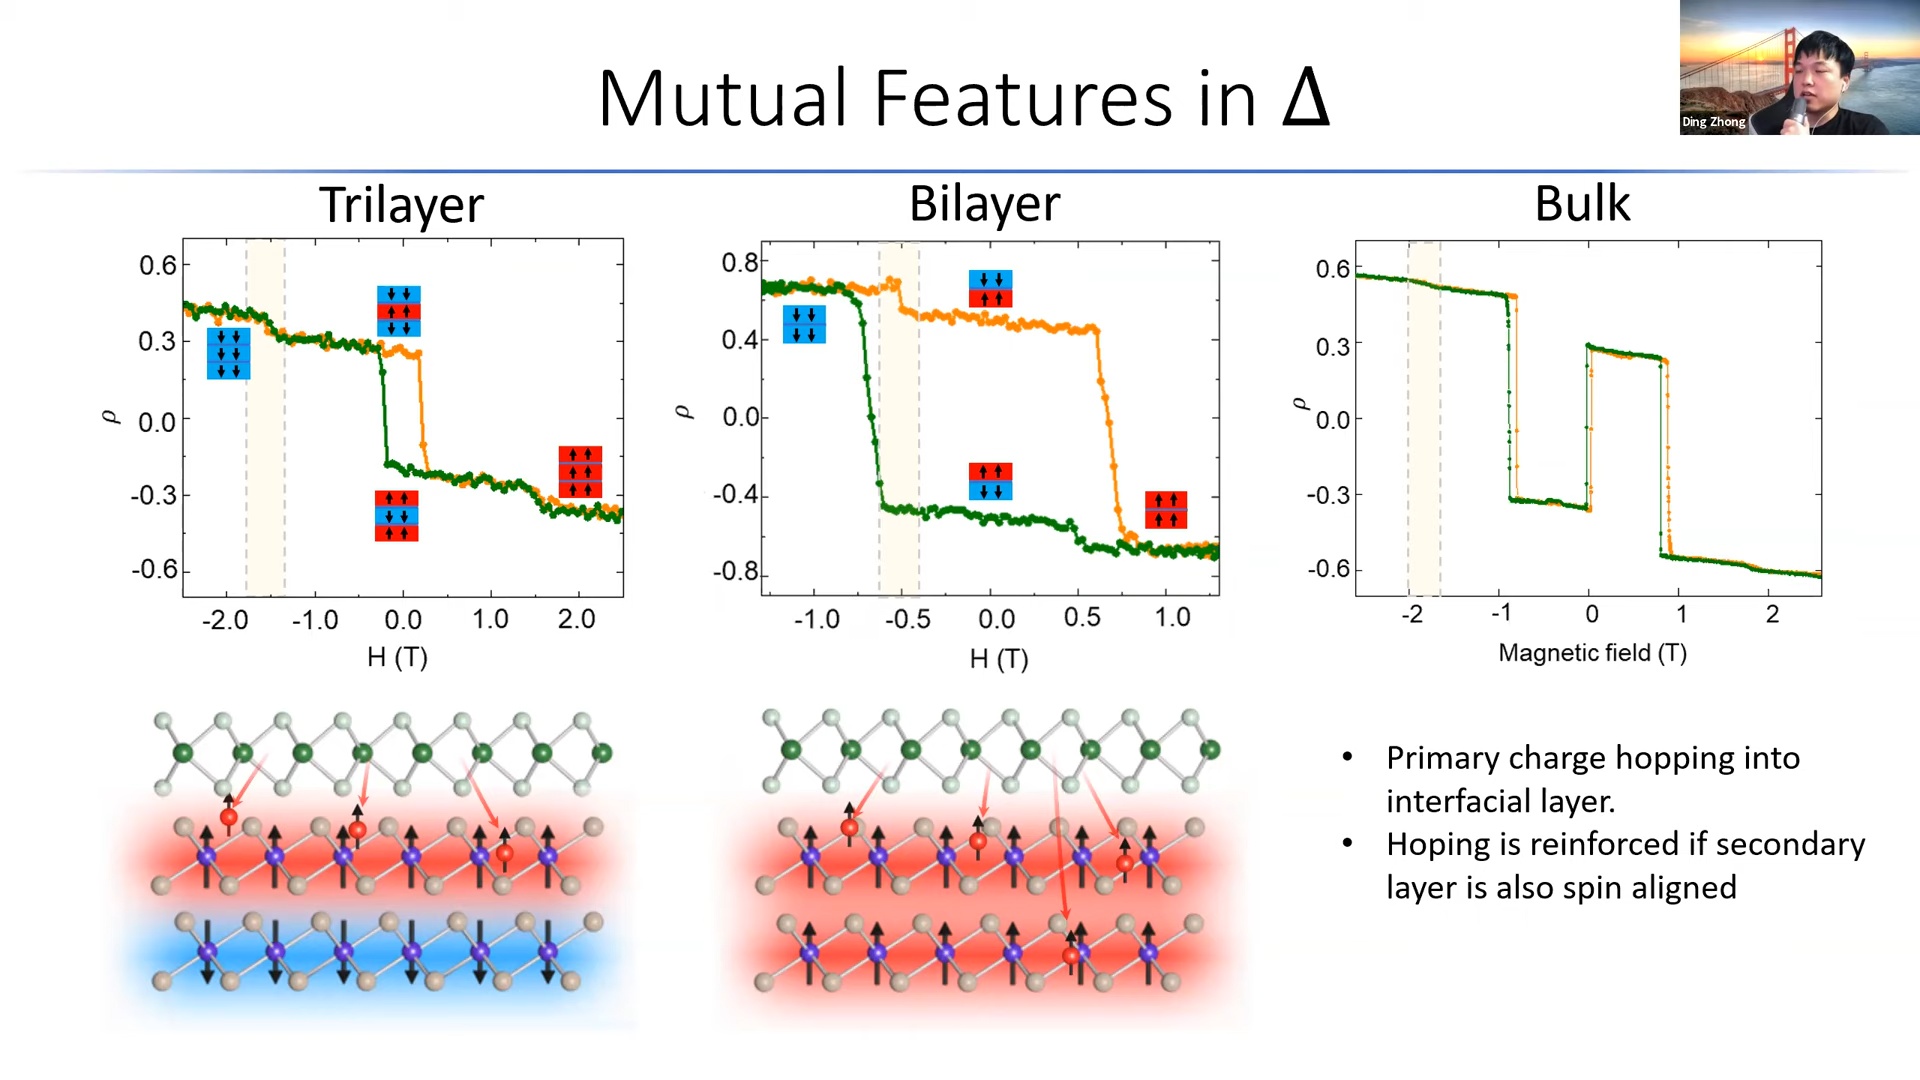 Mutual Features in Δ
Ding Zhong
Trilayer
Bilayer
Bulk
0.6
0.3
0.0
-0.3
-0.6
ρ
-2.0 -1.0 0.0 1.0 2.0
H (T)
0.8
0.4
0.0
-0.4
-0.8
ρ
-1.0 -0.5 0.0 0.5 1.0
H (T)
0.6
0.3
0.0
-0.3
-0.6
ρ
-2 -1 0 1 2
Magnetic field (T)
• Primary charge hopping into
interfacial layer.
• Hoping is reinforced if secondary
layer is also spin aligned